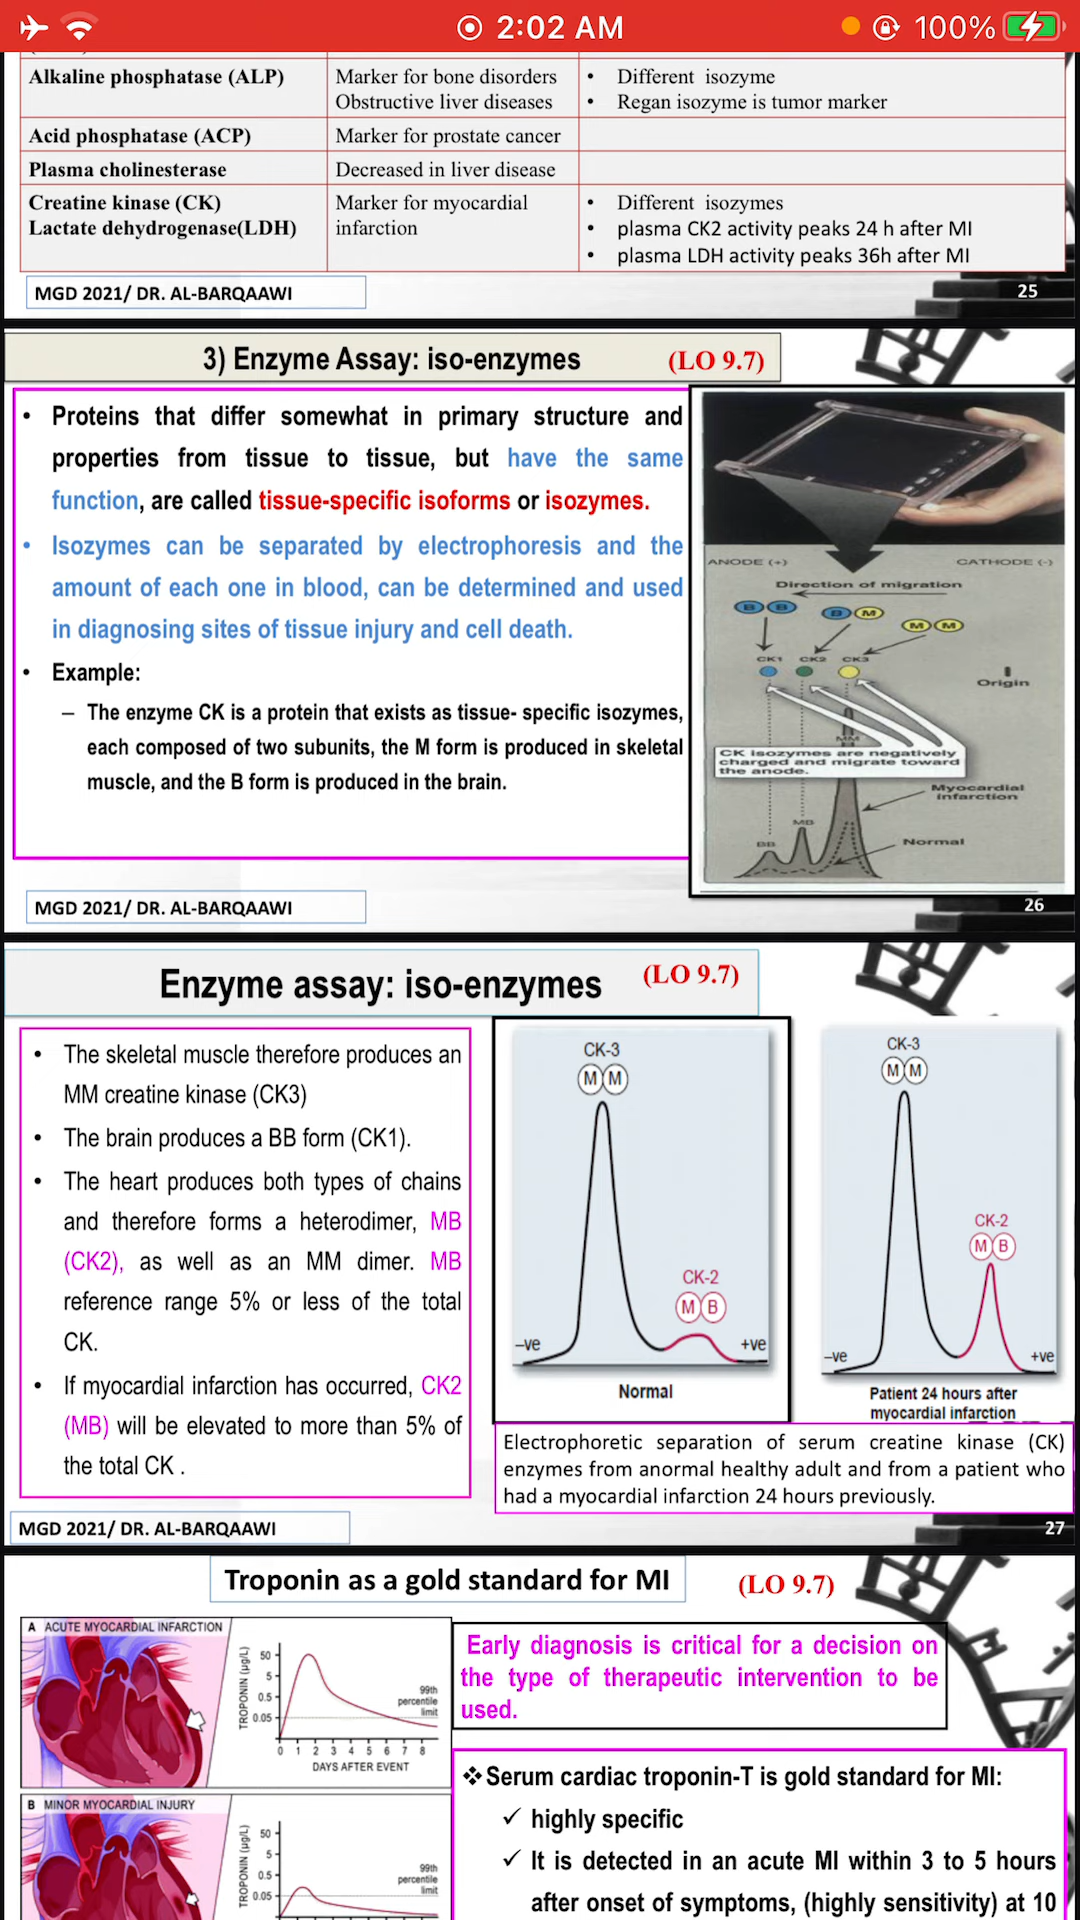 2:02 AM
100%
Alkaline phosphatase (ALP)
Marker for bone disorders
Obstructive liver diseases
• Different isozyme
• Regan isozyme is tumor marker
Acid phosphatase (ACP)
Marker for prostate cancer
Plasma cholinesterase
Decreased in liver disease
Creatine kinase (CK)
Lactate dehydrogenase(LDH)
Marker for myocardial
infarction
• Different isozymes
• plasma CK2 activity peaks 24 h after MI
• plasma LDH activity peaks 36h after MI
MGD 2021/ DR. AL-BARQAAWI
25
3) Enzyme Assay: iso-enzymes
(LO 9.7)
• Proteins that differ somewhat in primary structure and
properties from tissue to tissue, but have the same
function, are called tissue-specific isoforms or isozymes.
• Isozymes can be separated by electrophoresis and the
amount of each one in blood, can be determined and used
in diagnosing sites of tissue injury and cell death.
• Example:
– The enzyme CK is a protein that exists as tissue- specific isozymes,
each composed of two subunits, the M form is produced in skeletal
muscle, and the B form is produced in the brain.
ANODE (+)
CATHODE (-)
Direction of migration
B B
B M
M M
CK1 CK2 CK3
Origin
MM
CK isozymes are negatively
charged and migrate toward
the anode.
Myocardial
infarction
MB
BB
Normal
MGD 2021/ DR. AL-BARQAAWI
26
Enzyme assay: iso-enzymes
(LO 9.7)
• The skeletal muscle therefore produces an
MM creatine kinase (CK3)
• The brain produces a BB form (CK1).
• The heart produces both types of chains
and therefore forms a heterodimer, MB
(CK2), as well as an MM dimer. MB
reference range 5% or less of the total
CK.
• If myocardial infarction has occurred, CK2
(MB) will be elevated to more than 5% of
the total CK .
CK-3
M M
CK-2
M B
–ve
+ve
Normal
CK-3
M M
CK-2
M B
–ve
+ve
Patient 24 hours after
myocardial infarction
Electrophoretic separation of serum creatine kinase (CK)
enzymes from anormal healthy adult and from a patient who
had a myocardial infarction 24 hours previously.
MGD 2021/ DR. AL-BARQAAWI
27
Troponin as a gold standard for MI
(LO 9.7)
A ACUTE MYOCARDIAL INFARCTION
TROPONIN (µg/L)
50
5
0.5
0.05
99th
percentile
limit
0 1 2 3 4 5 6 7 8
DAYS AFTER EVENT
B MINOR MYOCARDIAL INJURY
TROPONIN (µg/L)
50
5
0.5
0.05
99th
percentile
limit
Early diagnosis is critical for a decision on
the type of therapeutic intervention to be
used.
❖ Serum cardiac troponin-T is gold standard for MI:
✓ highly specific
✓ It is detected in an acute MI within 3 to 5 hours
after onset of symptoms, (highly sensitivity) at 10